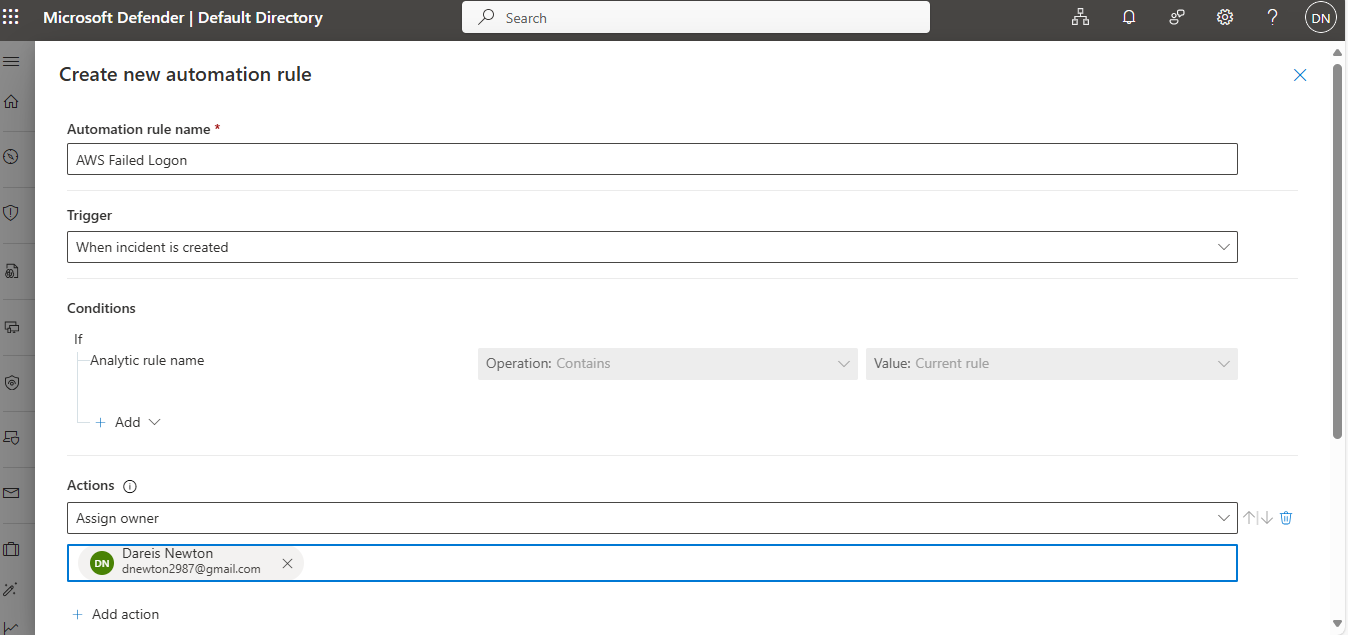 Microsoft Defender | Default Directory
Search
DN
Create new automation rule
Automation rule name *
AWS Failed Logon
Trigger
When incident is created
Conditions
If
Analytic rule name
Operation: Contains
Value: Current rule
+ Add
Actions
Assign owner
DN
Dareis Newton
dnewton2987@gmail.com
+ Add action